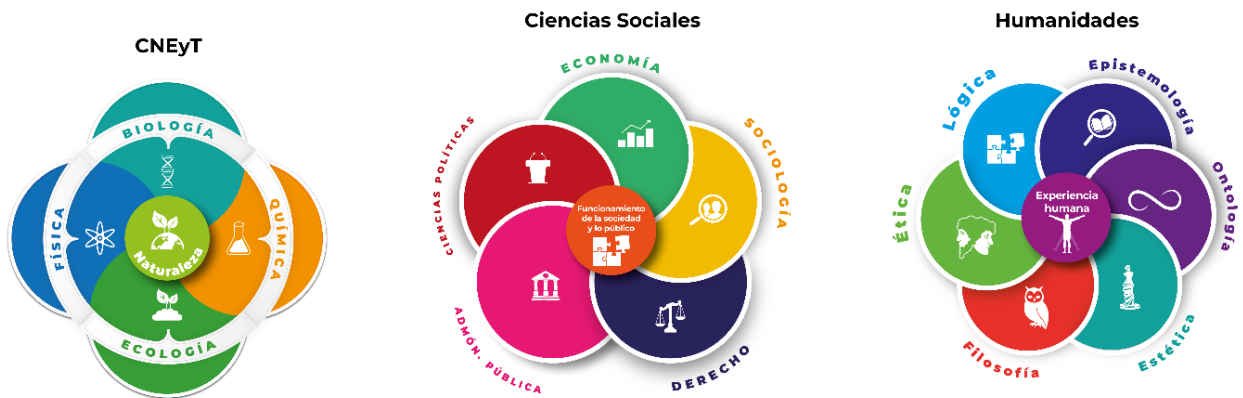 CNEyT
BIOLOGÍA
FÍSICA
QUÍMICA
Naturaleza
ECOLOGÍA
Ciencias Sociales
ECONOMÍA
CIENCIAS POLÍTICAS
SOCIOLOGÍA
Funcionamiento
de la sociedad
y lo público
ADMÓN. PÚBLICA
DERECHO
Humanidades
Lógica
Epistemología
Ética
Experiencia
humana
Ontología
Filosofía
Estética